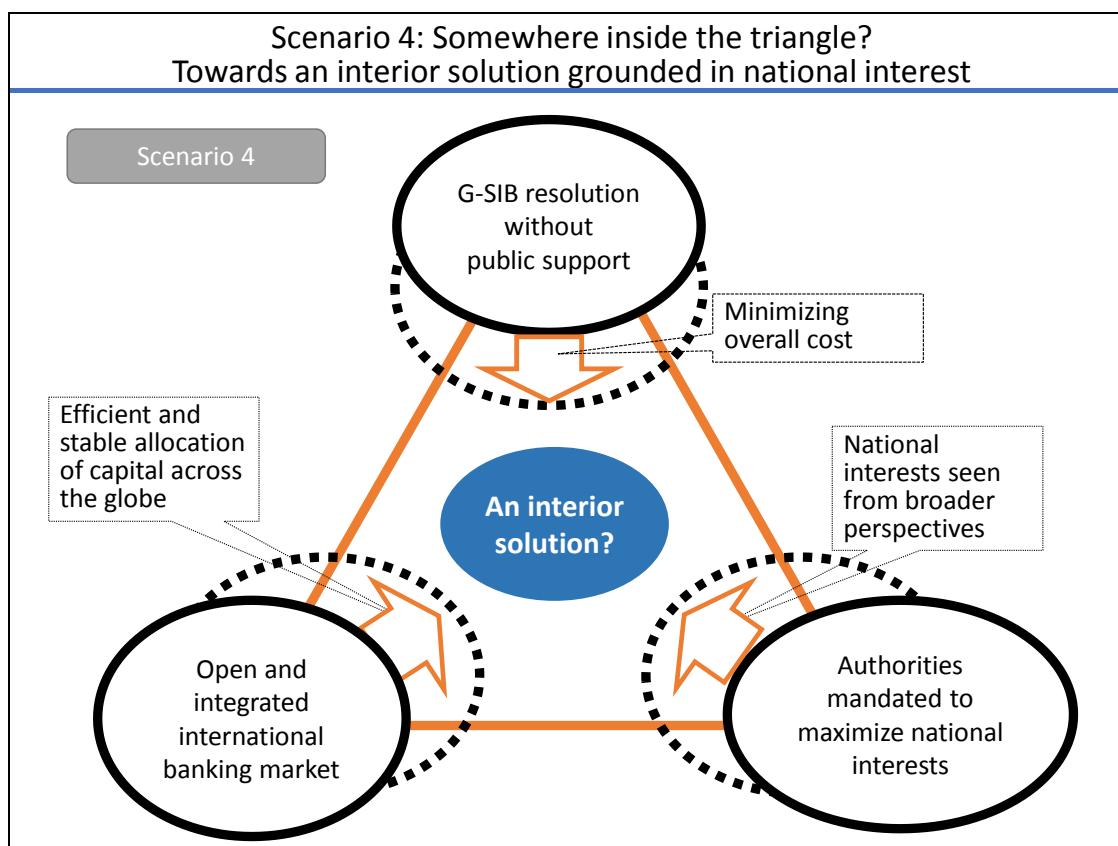 Scenario 4: Somewhere inside the triangle?
Towards an interior solution grounded in national interest
Scenario 4
G-SIB resolution
without
public support
Minimizing
overall cost
Efficient and
stable allocation
of capital across
the globe
National
interests seen
from broader
perspectives
An interior
solution?
Open and
integrated
international
banking market
Authorities
mandated to
maximize national
interests